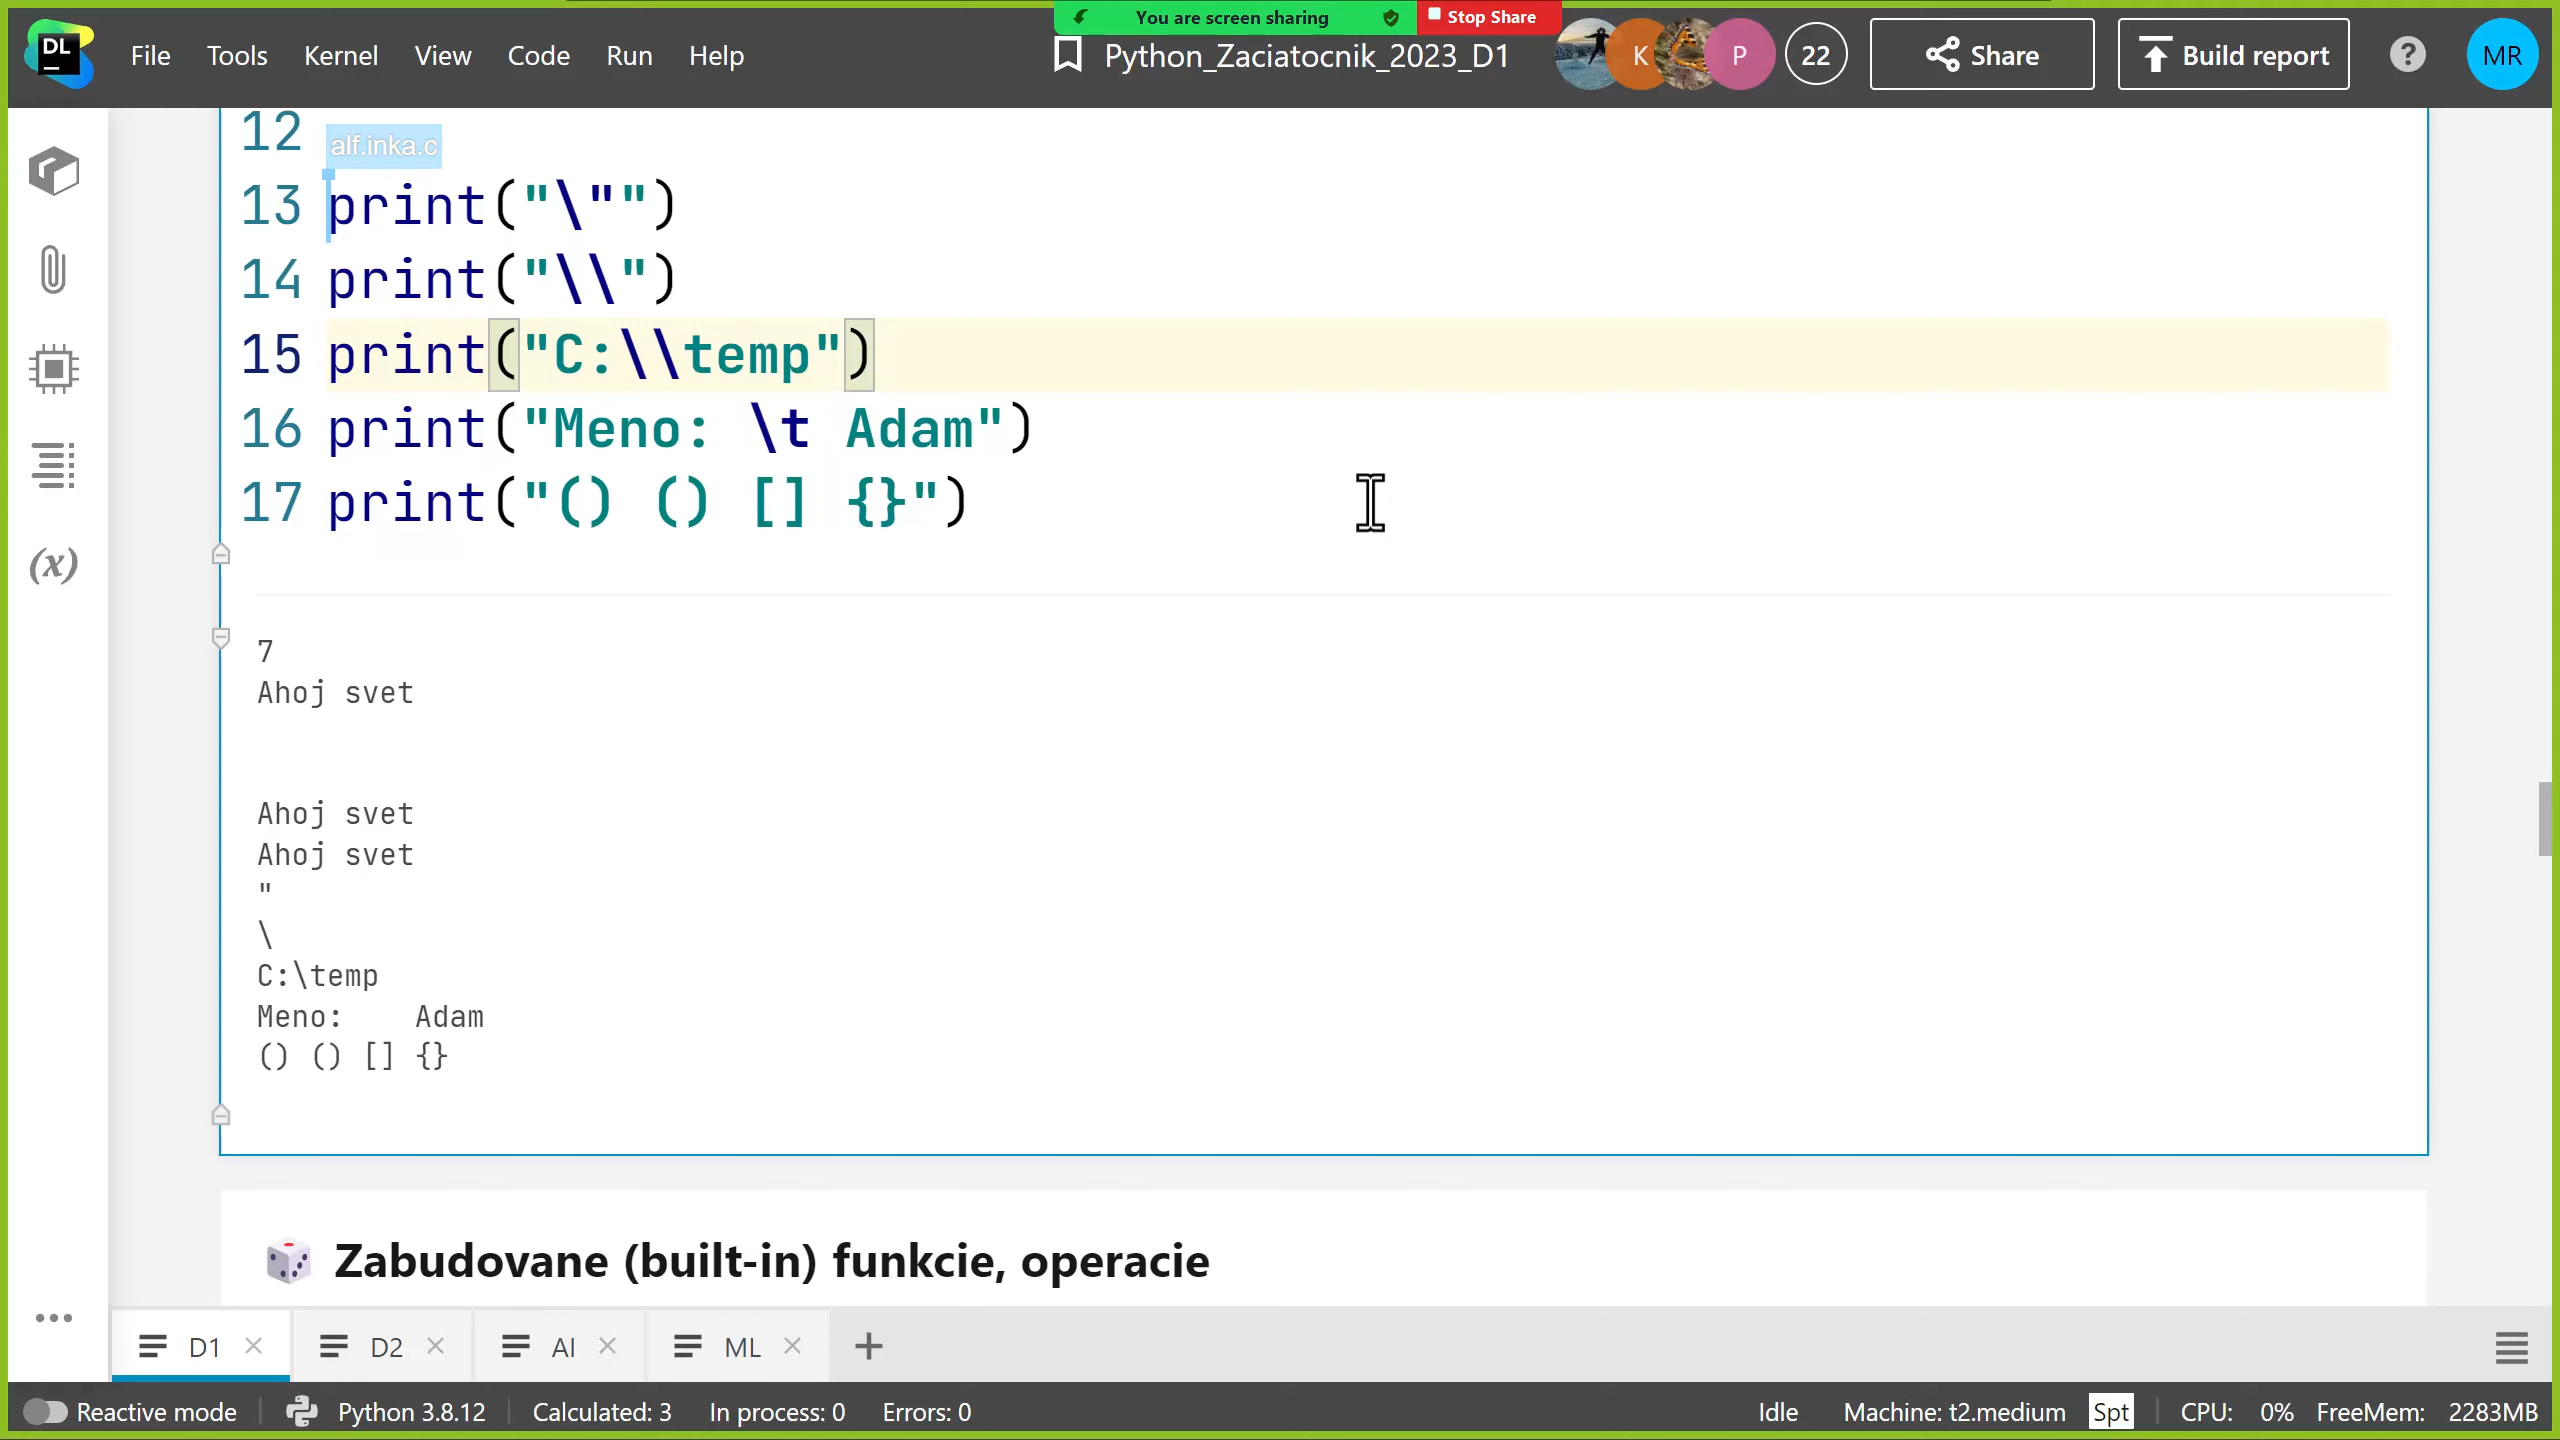 You are screen sharing Stop Share
DL File Tools Kernel View Code Run Help Python_Zaciatocnik_2023_D1 K P 22 Share Build report ? MR
12
alf.inka.c
13 print("\"")
14 print("\\")
15 print("C:\\temp")
16 print("Meno: \t Adam")
17 print("() () [] {}")
(x)
7
Ahoj svet
Ahoj svet
Ahoj svet
"
\
C:\temp
Meno:    Adam
() () [] {}
Zabudovane (built-in) funkcie, operacie
D1 D2 AI ML
Reactive mode Python 3.8.12 Calculated: 3 In process: 0 Errors: 0 Idle Machine: t2.medium Spt CPU: 0% FreeMem: 2283MB